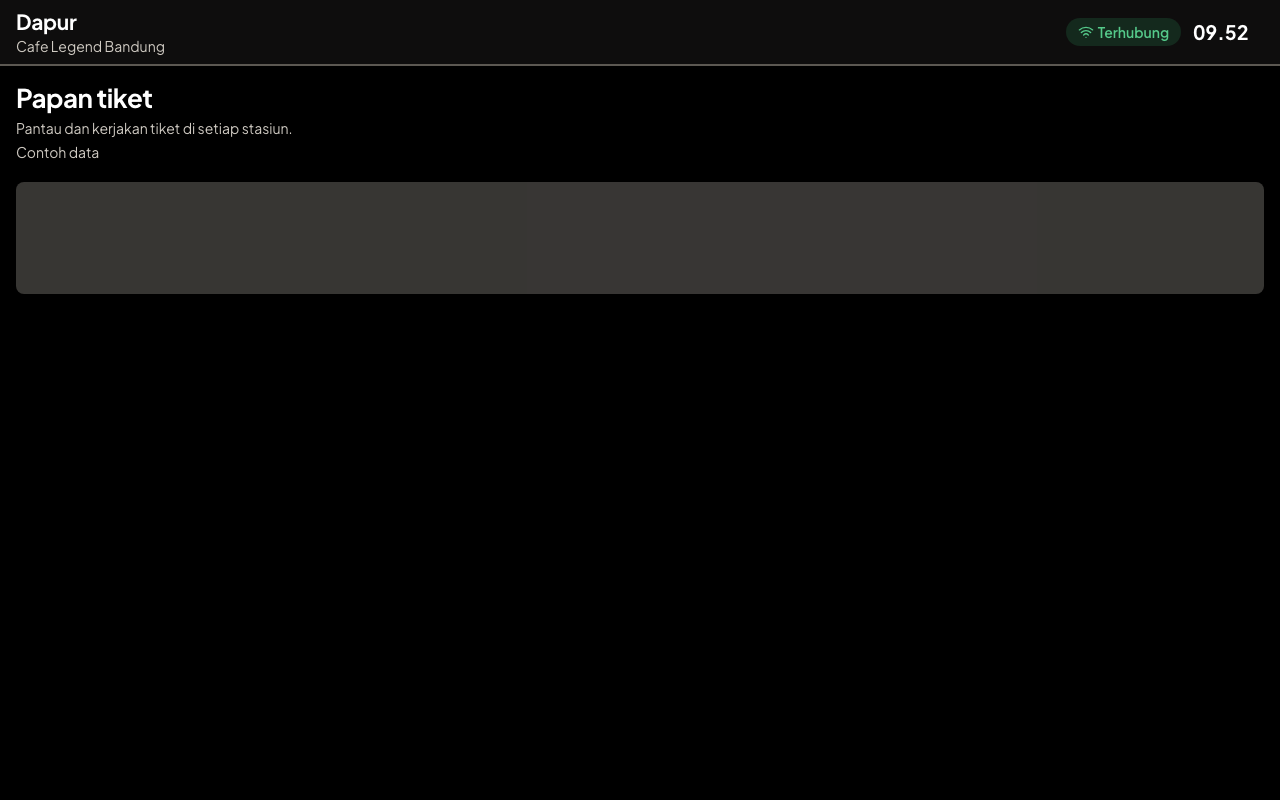 Dapur
Cafe Legend Bandung
Terhubung
09.52
Papan tiket
Pantau dan kerjakan tiket di setiap stasiun.
Contoh data